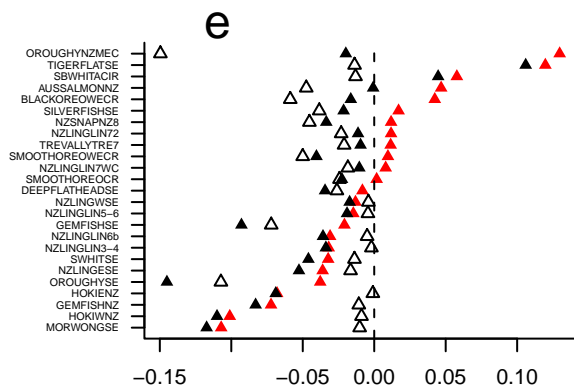 e
OROUGHYNZMEC
TIGERFLATSE
SBWHITACIR
AUSSALMONNZ
BLACKOREOWECR
SILVERFISHSE
NZSNAPNZ8
NZLINGLIN72
TREVALLYTRE7
SMOOTHOREOWECR
NZLINGLIN7WC
SMOOTHOREOCR
DEEPFLATHEADSE
NZLINGWSE
NZLINGLIN5−6
GEMFISHSE
NZLINGLIN6b
NZLINGLIN3−4
SWHITSE
NZLINGESE
OROUGHYSE
HOKIENZ
GEMFISHNZ
HOKIWNZ
MORWONGSE
−0.15 −0.05 0.00 0.05 0.10